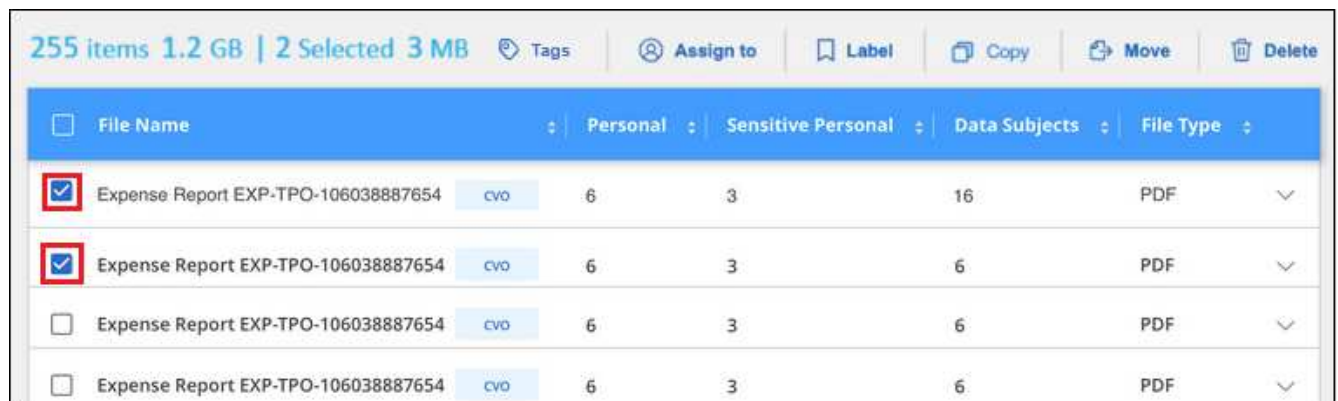 255 items 1.2 GB | 2 Selected 3 MB Tags Assign to Label Copy Move Delete
File Name Personal Sensitive Personal Data Subjects File Type
Expense Report EXP-TPO-106038887654 CVO 6 3 16 PDF
Expense Report EXP-TPO-106038887654 CVO 6 3 6 PDF
Expense Report EXP-TPO-106038887654 CVO 6 3 6 PDF
Expense Report EXP-TPO-106038887654 CVO 6 3 6 PDF